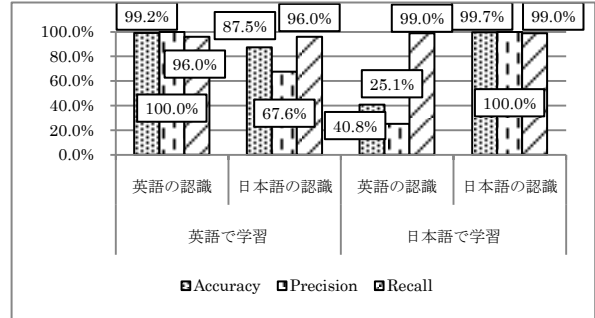 99.2% 87.5% 96.0% 99.0% 99.7% 99.0%
100.0%
80.0%
60.0%
40.0%
20.0%
0.0%
96.0% 25.1%
100.0% 67.6% 40.8% 100.0%
英語の認識 日本語の認識 英語の認識 日本語の認識
英語で学習 日本語で学習
Accuracy Precision Recall